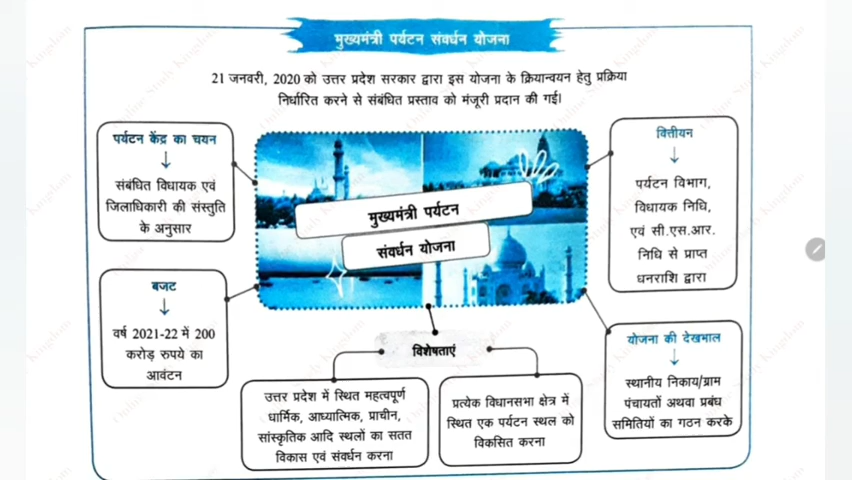 मुख्यमंत्री पर्यटन संवर्धन योजना
21 जनवरी, 2020 को उत्तर प्रदेश सरकार द्वारा इस योजना के क्रियान्वयन हेतु प्रक्रिया
निर्धारित करने से संबंधित प्रस्ताव को मंजूरी प्रदान की गई।
पर्यटन केंद्र का चयन
संबंधित विधायक एवं
जिलाधिकारी की संस्तुति
के अनुसार
बजट
वर्ष 2021-22 में 200
करोड़ रुपये का
आवंटन
मुख्यमंत्री पर्यटन
संवर्धन योजना
वित्तीयन
पर्यटन विभाग,
विधायक निधि,
एवं सी.एस.आर.
निधि से प्राप्त
धनराशि द्वारा
योजना की देखभाल
स्थानीय निकाय/ग्राम
पंचायतों अथवा प्रबंध
समितियों का गठन करके
विशेषताएं
उत्तर प्रदेश में स्थित महत्वपूर्ण
धार्मिक, आध्यात्मिक, प्राचीन,
सांस्कृतिक आदि स्थलों का सतत
विकास एवं संवर्धन करना
प्रत्येक विधानसभा क्षेत्र में
स्थित एक पर्यटन स्थल को
विकसित करना
Online Study Kingdom